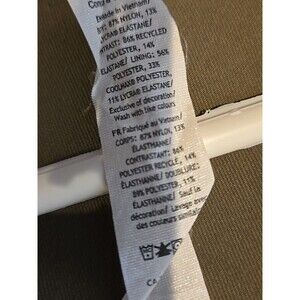 Made in Vietnam/
BODY: 87% NYLON, 13%
LYCRA® ELASTANE/
CONTRAST: 86% RECYCLED
POLYESTER, 14%
ELASTANE/ LINING: 56%
POLYESTER, 33%
COOLMAX® POLYESTER,
11% LYCRA® ELASTANE/
Exclusive of decoration/
Wash with like colours
FR Fabriqué au Vietnam/
CORPS: 87% NYLON, 13%
ÉLASTHANNE/
CONTRASTANT: 86%
POLYESTER RECYCLÉ, 14%
ÉLASTHANNE/ DOUBLURE:
89% POLYESTER, 11%
ÉLASTHANNE/ Sauf la
décoration/ Laver avec
des couleurs similaires
CA